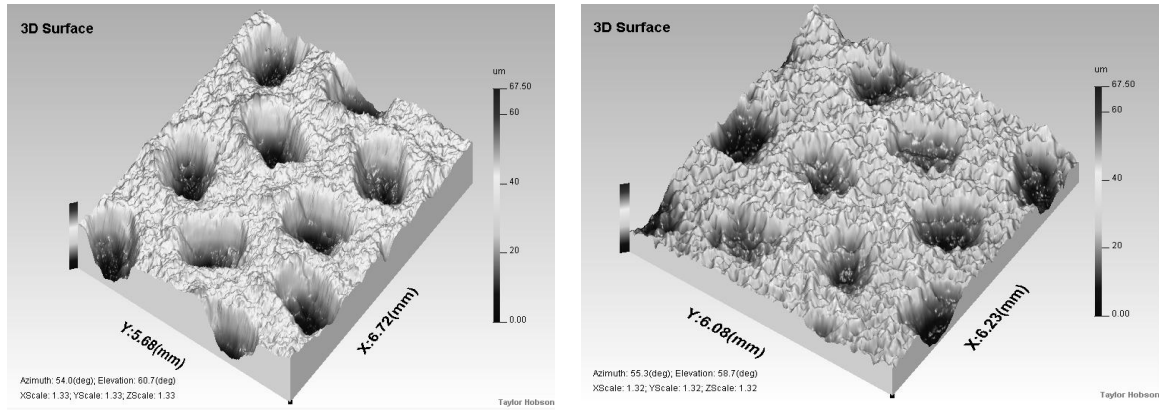 3D Surface
um
67.50
60
40
20
0.00
Y:5.68(mm)
X:6.72(mm)
Azimuth: 54.0(deg); Elevation: 60.7(deg)
XScale: 1.33; YScale: 1.33; ZScale: 1.33
Taylor Hobson
3D Surface
um
67.50
60
40
20
0.00
Y:6.08(mm)
X:6.23(mm)
Azimuth: 55.3(deg); Elevation: 58.7(deg)
XScale: 1.32; YScale: 1.32; ZScale: 1.32
Taylor Hobson